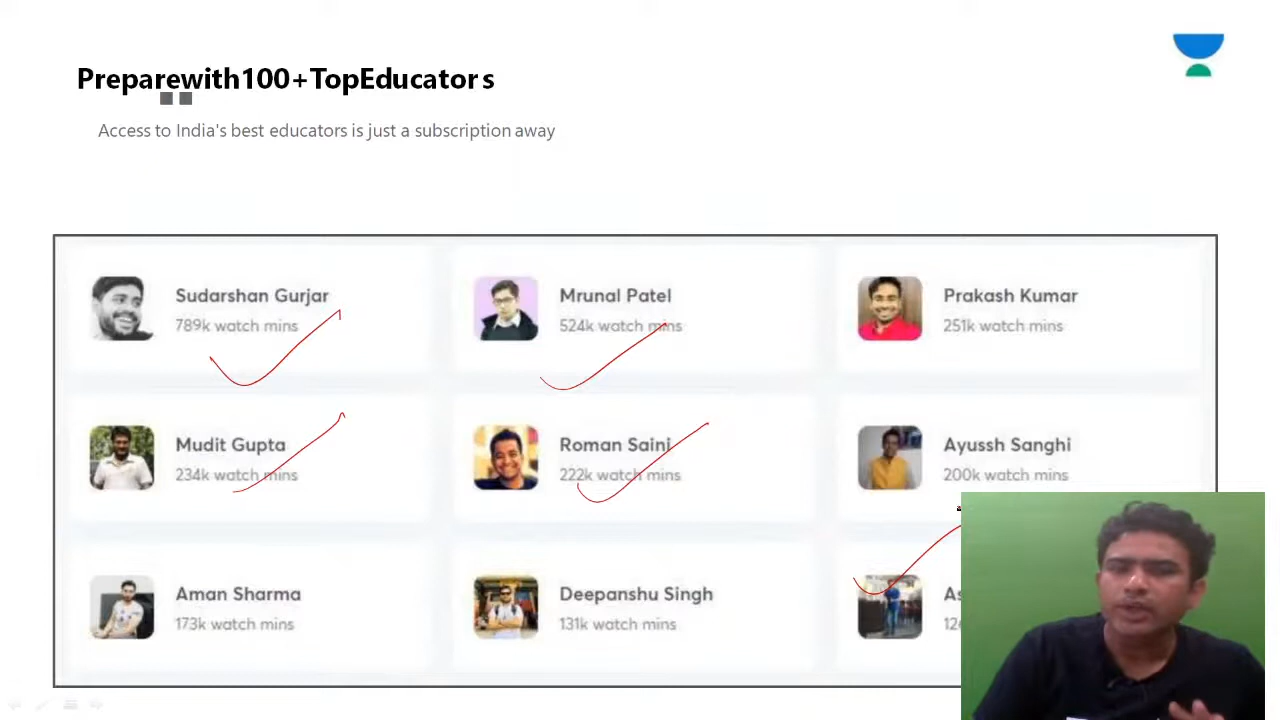 Preparewith100+TopEducators
Access to India's best educators is just a subscription away
Sudarshan Gurjar
789k watch mins
Mrunal Patel
524k watch mins
Prakash Kumar
251k watch mins
Mudit Gupta
234k watch mins
Roman Saini
222k watch mins
Ayussh Sanghi
200k watch mins
Aman Sharma
173k watch mins
Deepanshu Singh
131k watch mins